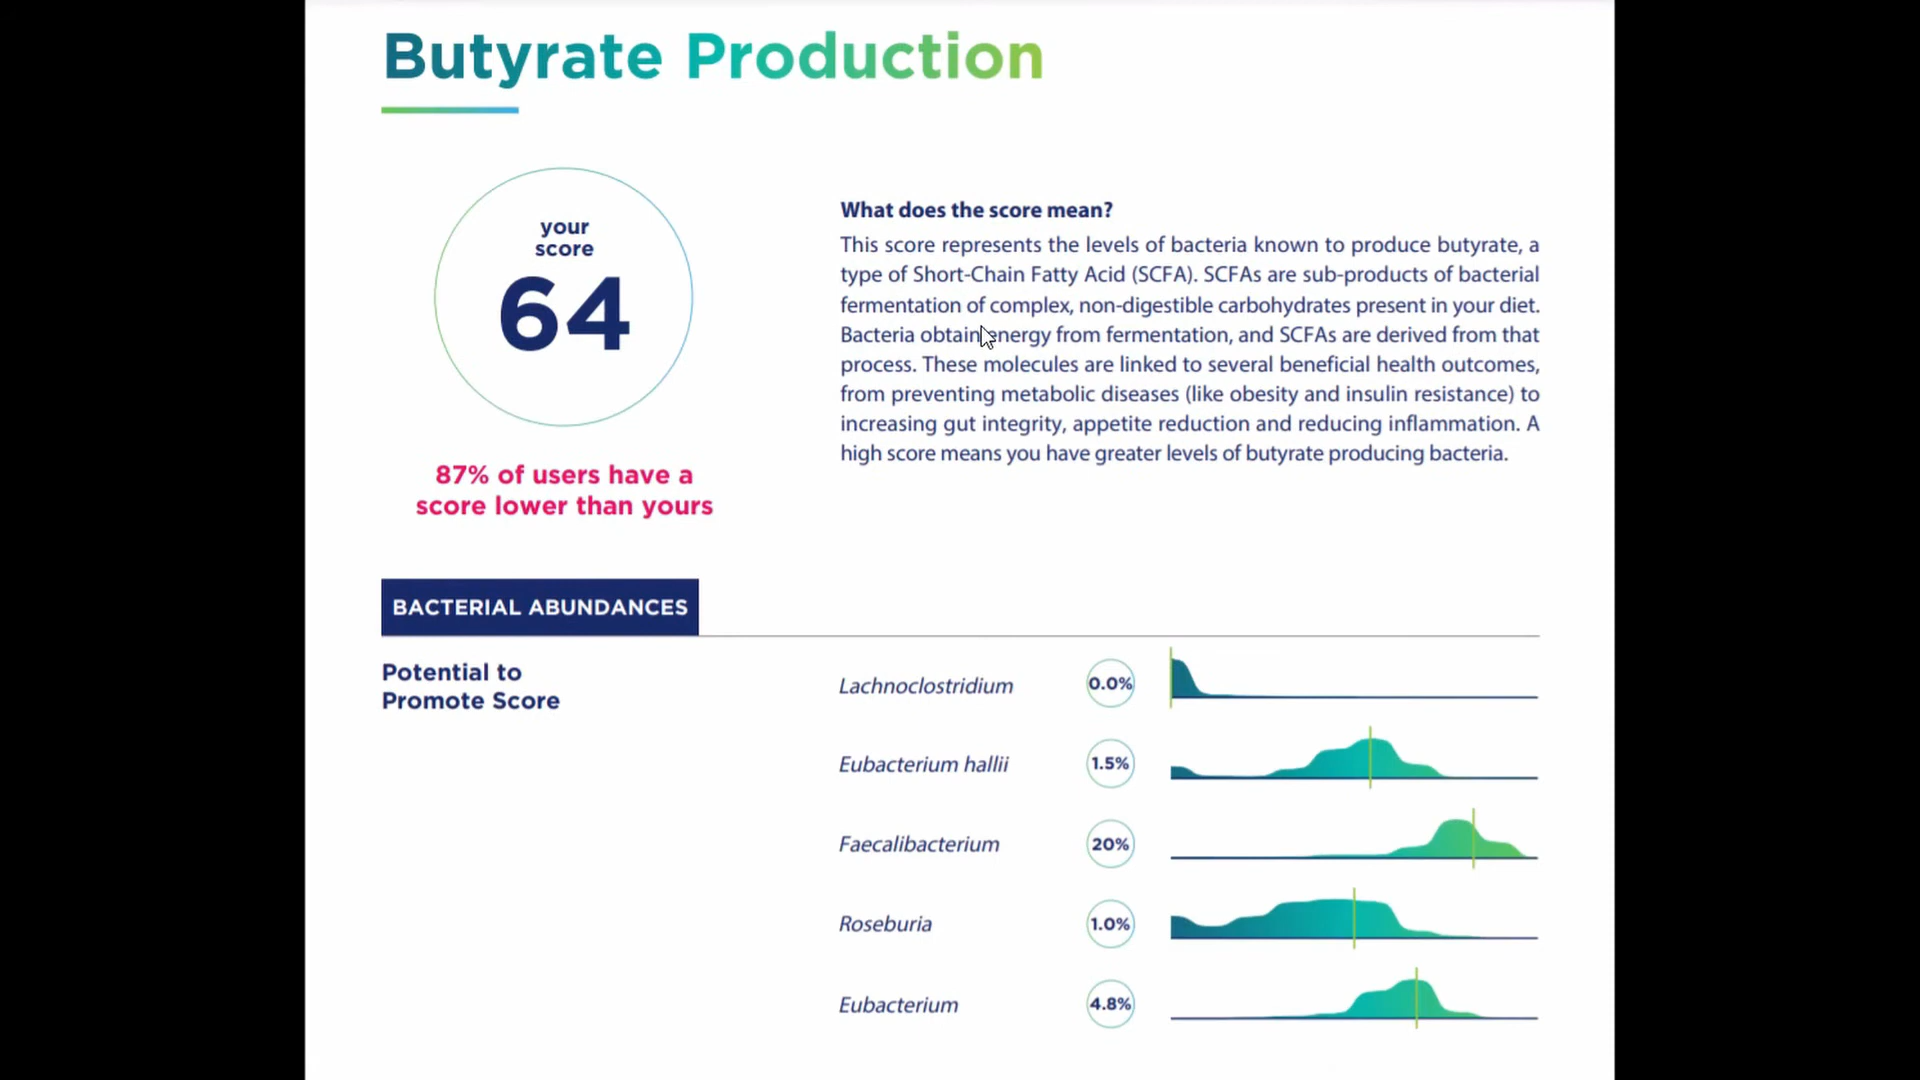 Butyrate Production
your
score
64
87% of users have a
score lower than yours
What does the score mean?
This score represents the levels of bacteria known to produce butyrate, a
type of Short-Chain Fatty Acid (SCFA). SCFAs are sub-products of bacterial
fermentation of complex, non-digestible carbohydrates present in your diet.
Bacteria obtain energy from fermentation, and SCFAs are derived from that
process. These molecules are linked to several beneficial health outcomes,
from preventing metabolic diseases (like obesity and insulin resistance) to
increasing gut integrity, appetite reduction and reducing inflammation. A
high score means you have greater levels of butyrate producing bacteria.
BACTERIAL ABUNDANCES
Potential to
Promote Score
Lachnoclostridium 0.0%
Eubacterium hallii 1.5%
Faecalibacterium 20%
Roseburia 1.0%
Eubacterium 4.8%